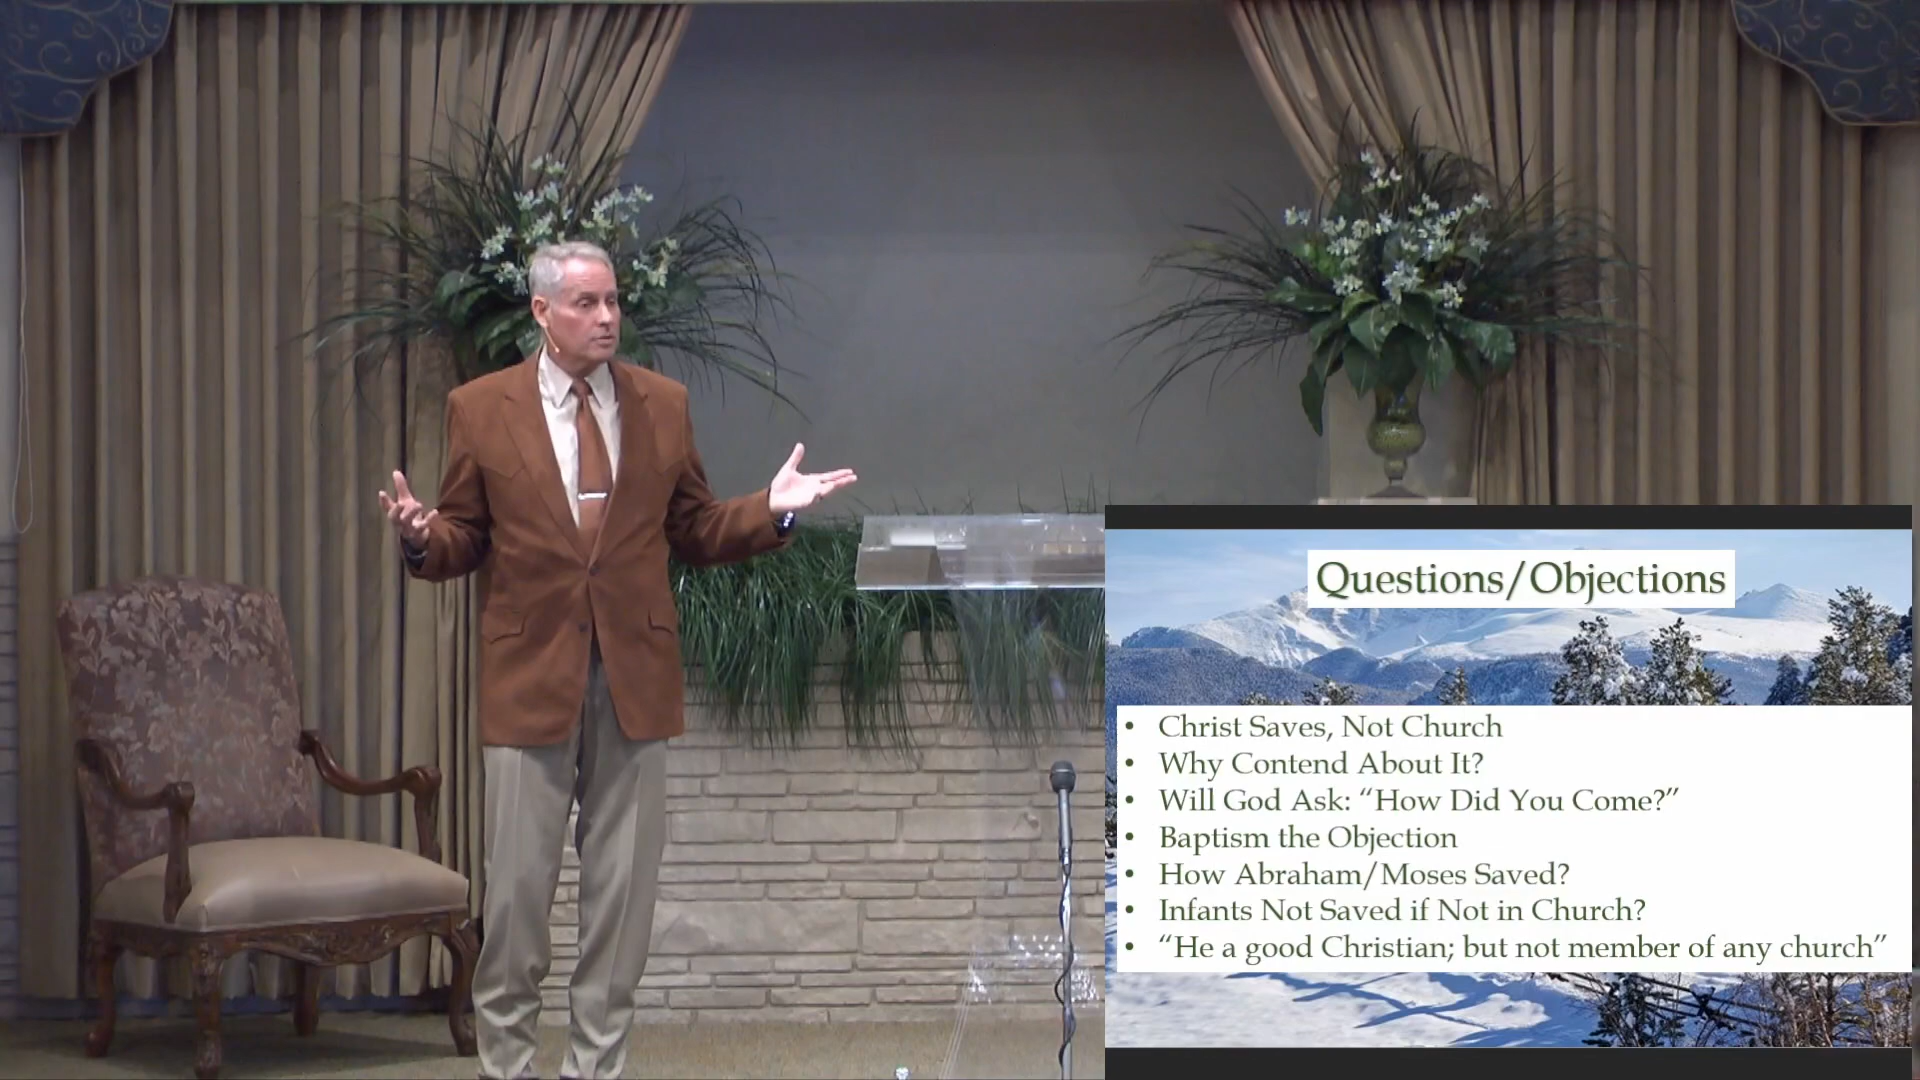 Questions/Objections
• Christ Saves, Not Church
• Why Contend About It?
• Will God Ask: “How Did You Come?”
• Baptism the Objection
• How Abraham/Moses Saved?
• Infants Not Saved if Not in Church?
• “He a good Christian; but not member of any church”